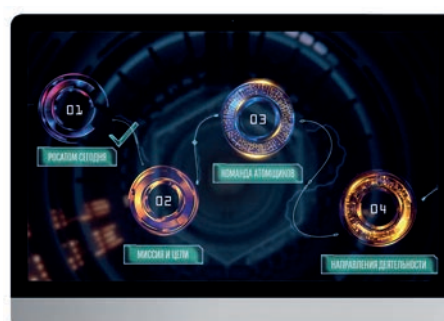 01
РОСАТОМ СЕГОДНЯ
02
МИССИЯ И ЦЕЛИ
03
КОМАНДА АТОМЩИКОВ
04
НАПРАВЛЕНИЯ ДЕЯТЕЛЬНОСТИ